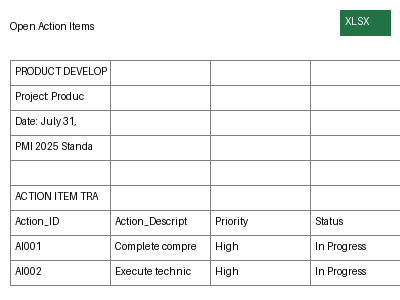 Open Action Items
XLSX
PRODUCT DEVELOP
Project: Produc
Date: July 31,
PMI 2025 Standa
ACTION ITEM TRA
Action_ID Action_Descript Priority Status
AI001 Complete compre High In Progress
AI002 Execute technic High In Progress